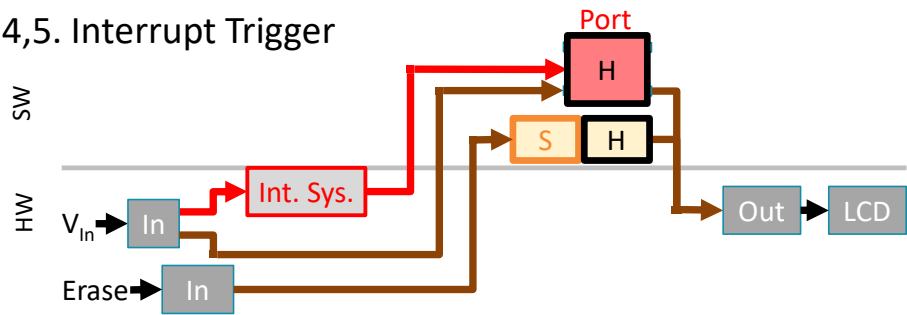 4,5. Interrupt Trigger
Port
H
SW
S
H
Int. Sys.
HW
VIn
In
Out
LCD
Erase
In